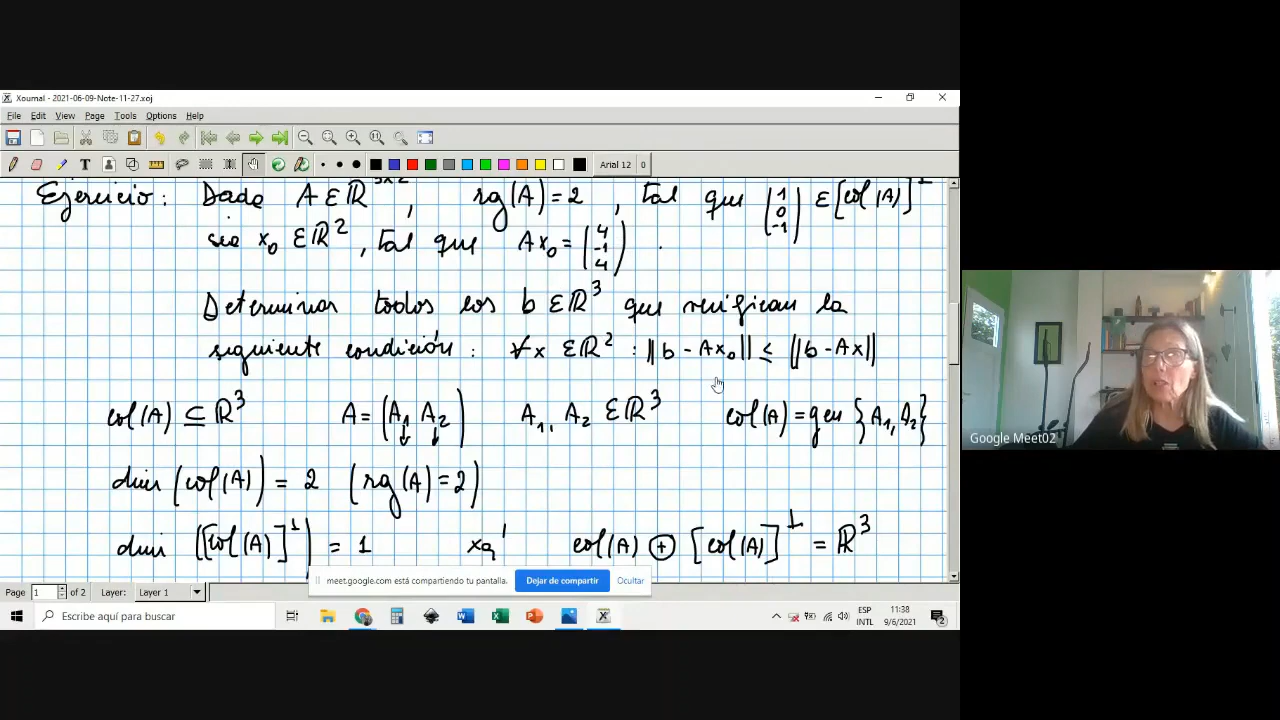 Xournal - 2021-06-09-Note-11-27.xoj
File Edit View Page Tools Options Help
Arial 12 0
Ejercicio: Dada A ∈ ℝ³ˣ², rg(A) = 2, tal que (1 0 -1) ∈ [col(A)]⊥
sea x₀ ∈ ℝ², tal que Ax₀ = (4 -1 4).
Determinar todos los b ∈ ℝ³ que verifican la
siguiente condición: ∀x ∈ ℝ²: ||b - Ax₀|| ≤ ||b - Ax||
col(A) ⊆ ℝ³ A = (A₁ A₂) A₁, A₂ ∈ ℝ³ col(A) = gen {A₁, A₂}
dim (col(A)) = 2 (rg(A) = 2)
dim ([col(A)]⊥) = 1 xq' col(A) ⊕ [col(A)]⊥ = ℝ³
Google Meet02
meet.google.com está compartiendo tu pantalla. Dejar de compartir Ocultar
Page 1 of 2 Layer: Layer 1
Escribe aquí para buscar
ESP 11:38
INTL 9/6/2021 2